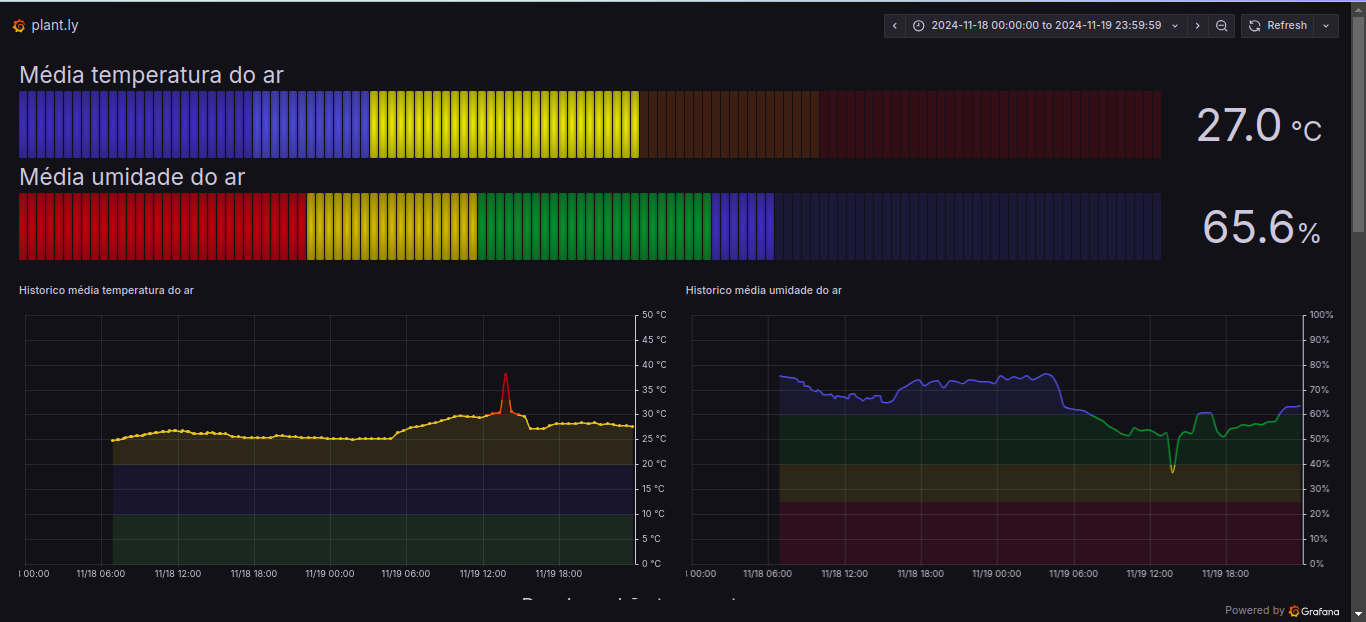 plant.ly
2024-11-18 00:00:00 to 2024-11-19 23:59:59
Refresh
Média temperatura do ar
27.0 °C
Média umidade do ar
65.6%
Historico média temperatura do ar
50 °C
45 °C
40 °C
35 °C
30 °C
25 °C
20 °C
15 °C
10 °C
5 °C
0 °C
00:00 11/18 06:00 11/18 12:00 11/18 18:00 11/19 00:00 11/19 06:00 11/19 12:00 11/19 18:00
Historico média umidade do ar
100%
90%
80%
70%
60%
50%
40%
30%
20%
10%
0%
00:00 11/18 06:00 11/18 12:00 11/18 18:00 11/19 00:00 11/19 06:00 11/19 12:00 11/19 18:00
Powered by Grafana